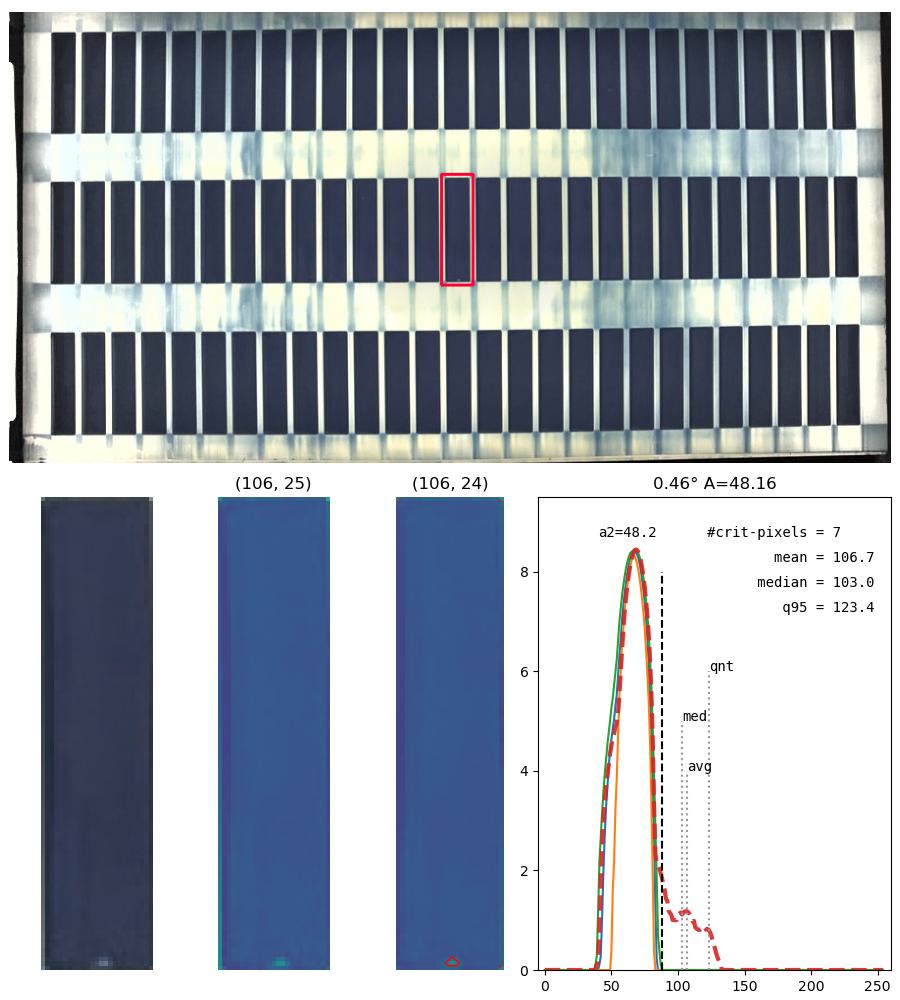 (106, 25)
(106, 24)
0.46° A=48.16
a2=48.2
#crit-pixels = 7
mean = 106.7
median = 103.0
q95 = 123.4
qnt
med
avg
8
6
4
2
0
0
50
100
150
200
250